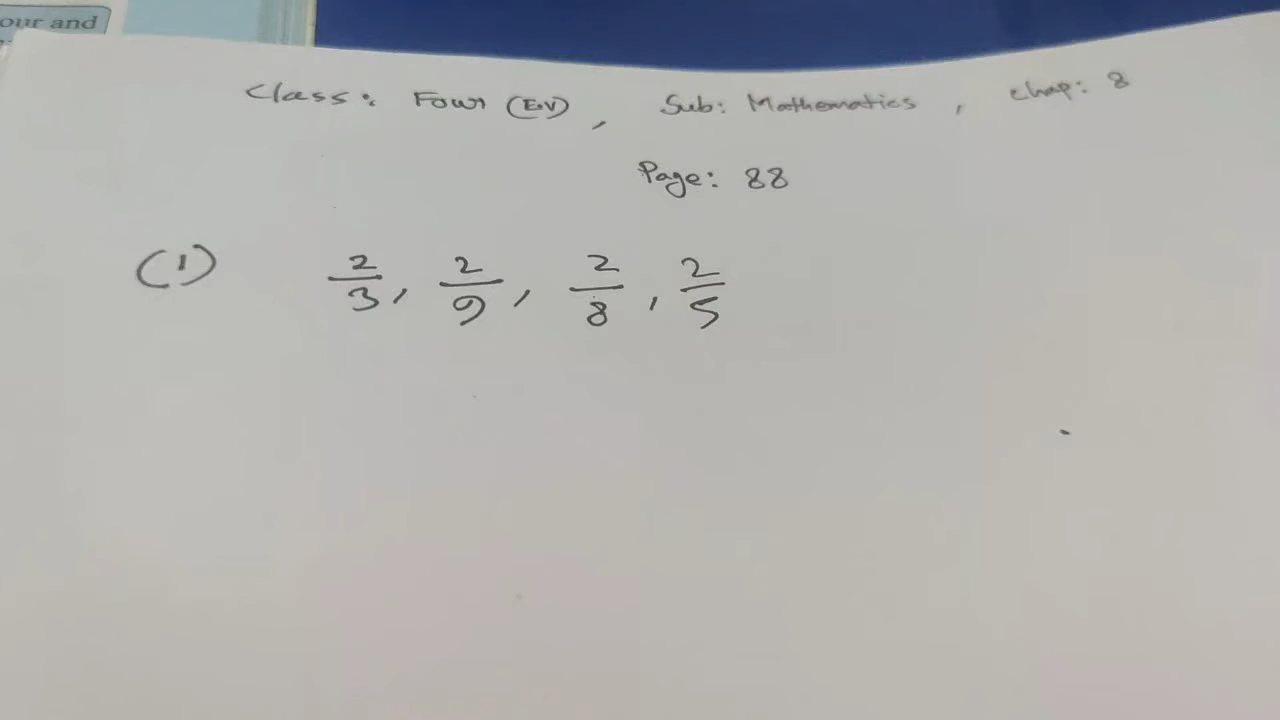 our and
Class: Four (E.V), Sub: Mathematics, Chap: 8
Page: 88
(1) 2/3, 2/9, 2/8, 2/5